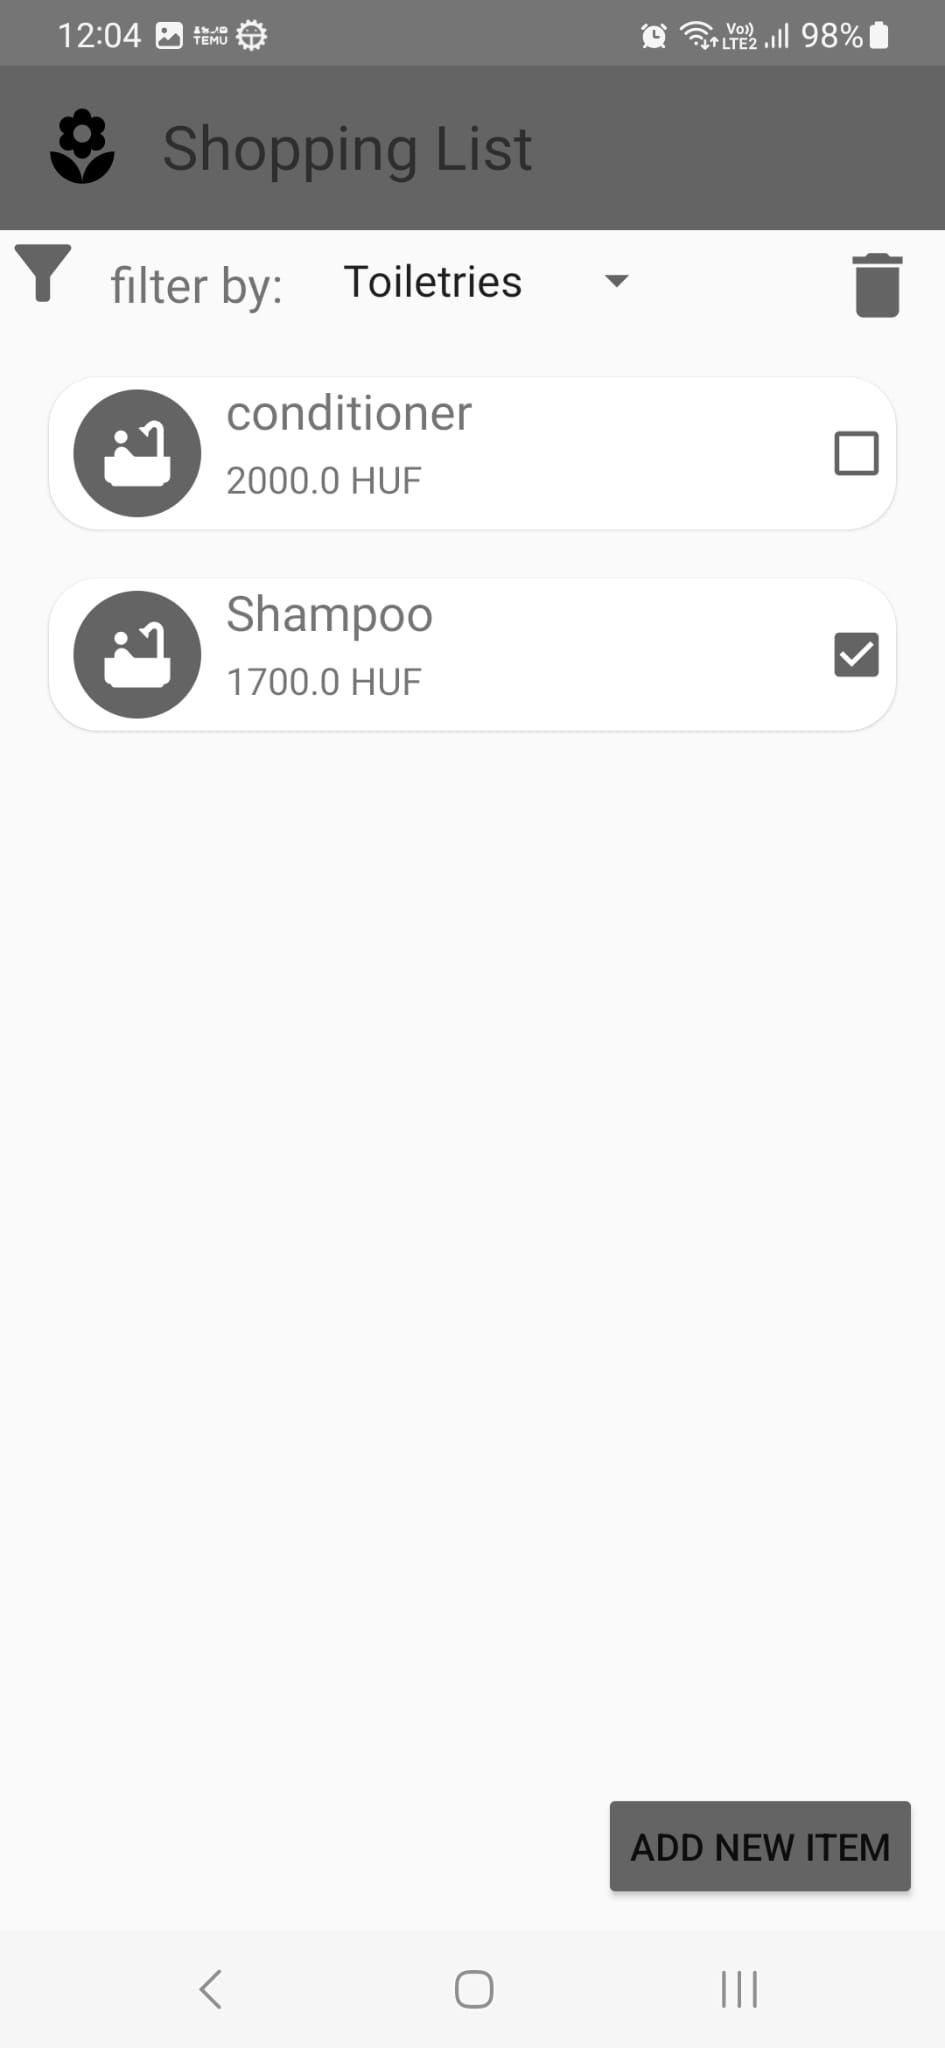 12:04 TEMU Vo)) LTE2 98%
Shopping List
filter by: Toiletries
conditioner
2000.0 HUF
Shampoo
1700.0 HUF
ADD NEW ITEM